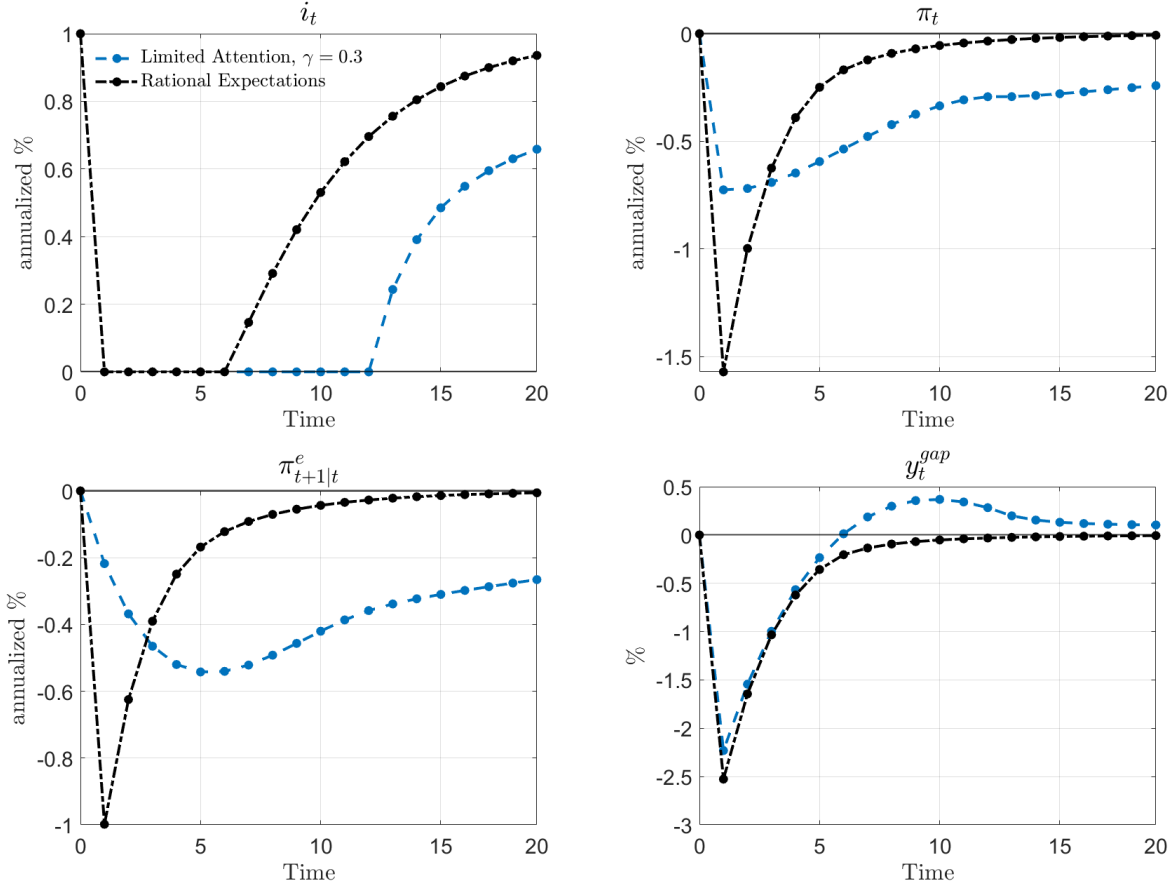 i_t
1
0.8
0.6
0.4
0.2
0
annualized %
Limited Attention, γ = 0.3
Rational Expectations
0 5 10 15 20
Time
π_t
0
-0.5
-1
-1.5
annualized %
0 5 10 15 20
Time
π^e_{t+1|t}
0
-0.2
-0.4
-0.6
-0.8
-1
annualized %
0 5 10 15 20
Time
y_t^{gap}
0.5
0
-0.5
-1
-1.5
-2
-2.5
-3
%
0 5 10 15 20
Time